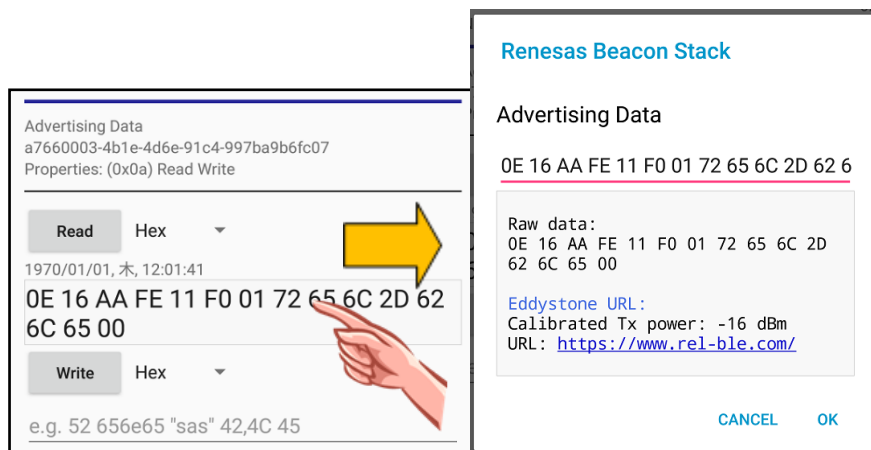 Advertising Data
a7660003-4b1e-4d6e-91c4-997ba9b6fc07
Properties: (0x0a) Read Write
Read
Hex
1970/01/01, 木, 12:01:41
0E 16 AA FE 11 F0 01 72 65 6C 2D 62
6C 65 00
Write
Hex
e.g. 52 656e65 "sas" 42,4C 45
Renesas Beacon Stack
Advertising Data
0E 16 AA FE 11 F0 01 72 65 6C 2D 62 6
Raw data:
0E 16 AA FE 11 F0 01 72 65 6C 2D
62 6C 65 00
Eddystone URL:
Calibrated Tx power: -16 dBm
URL: https://www.rel-ble.com/
CANCEL
OK